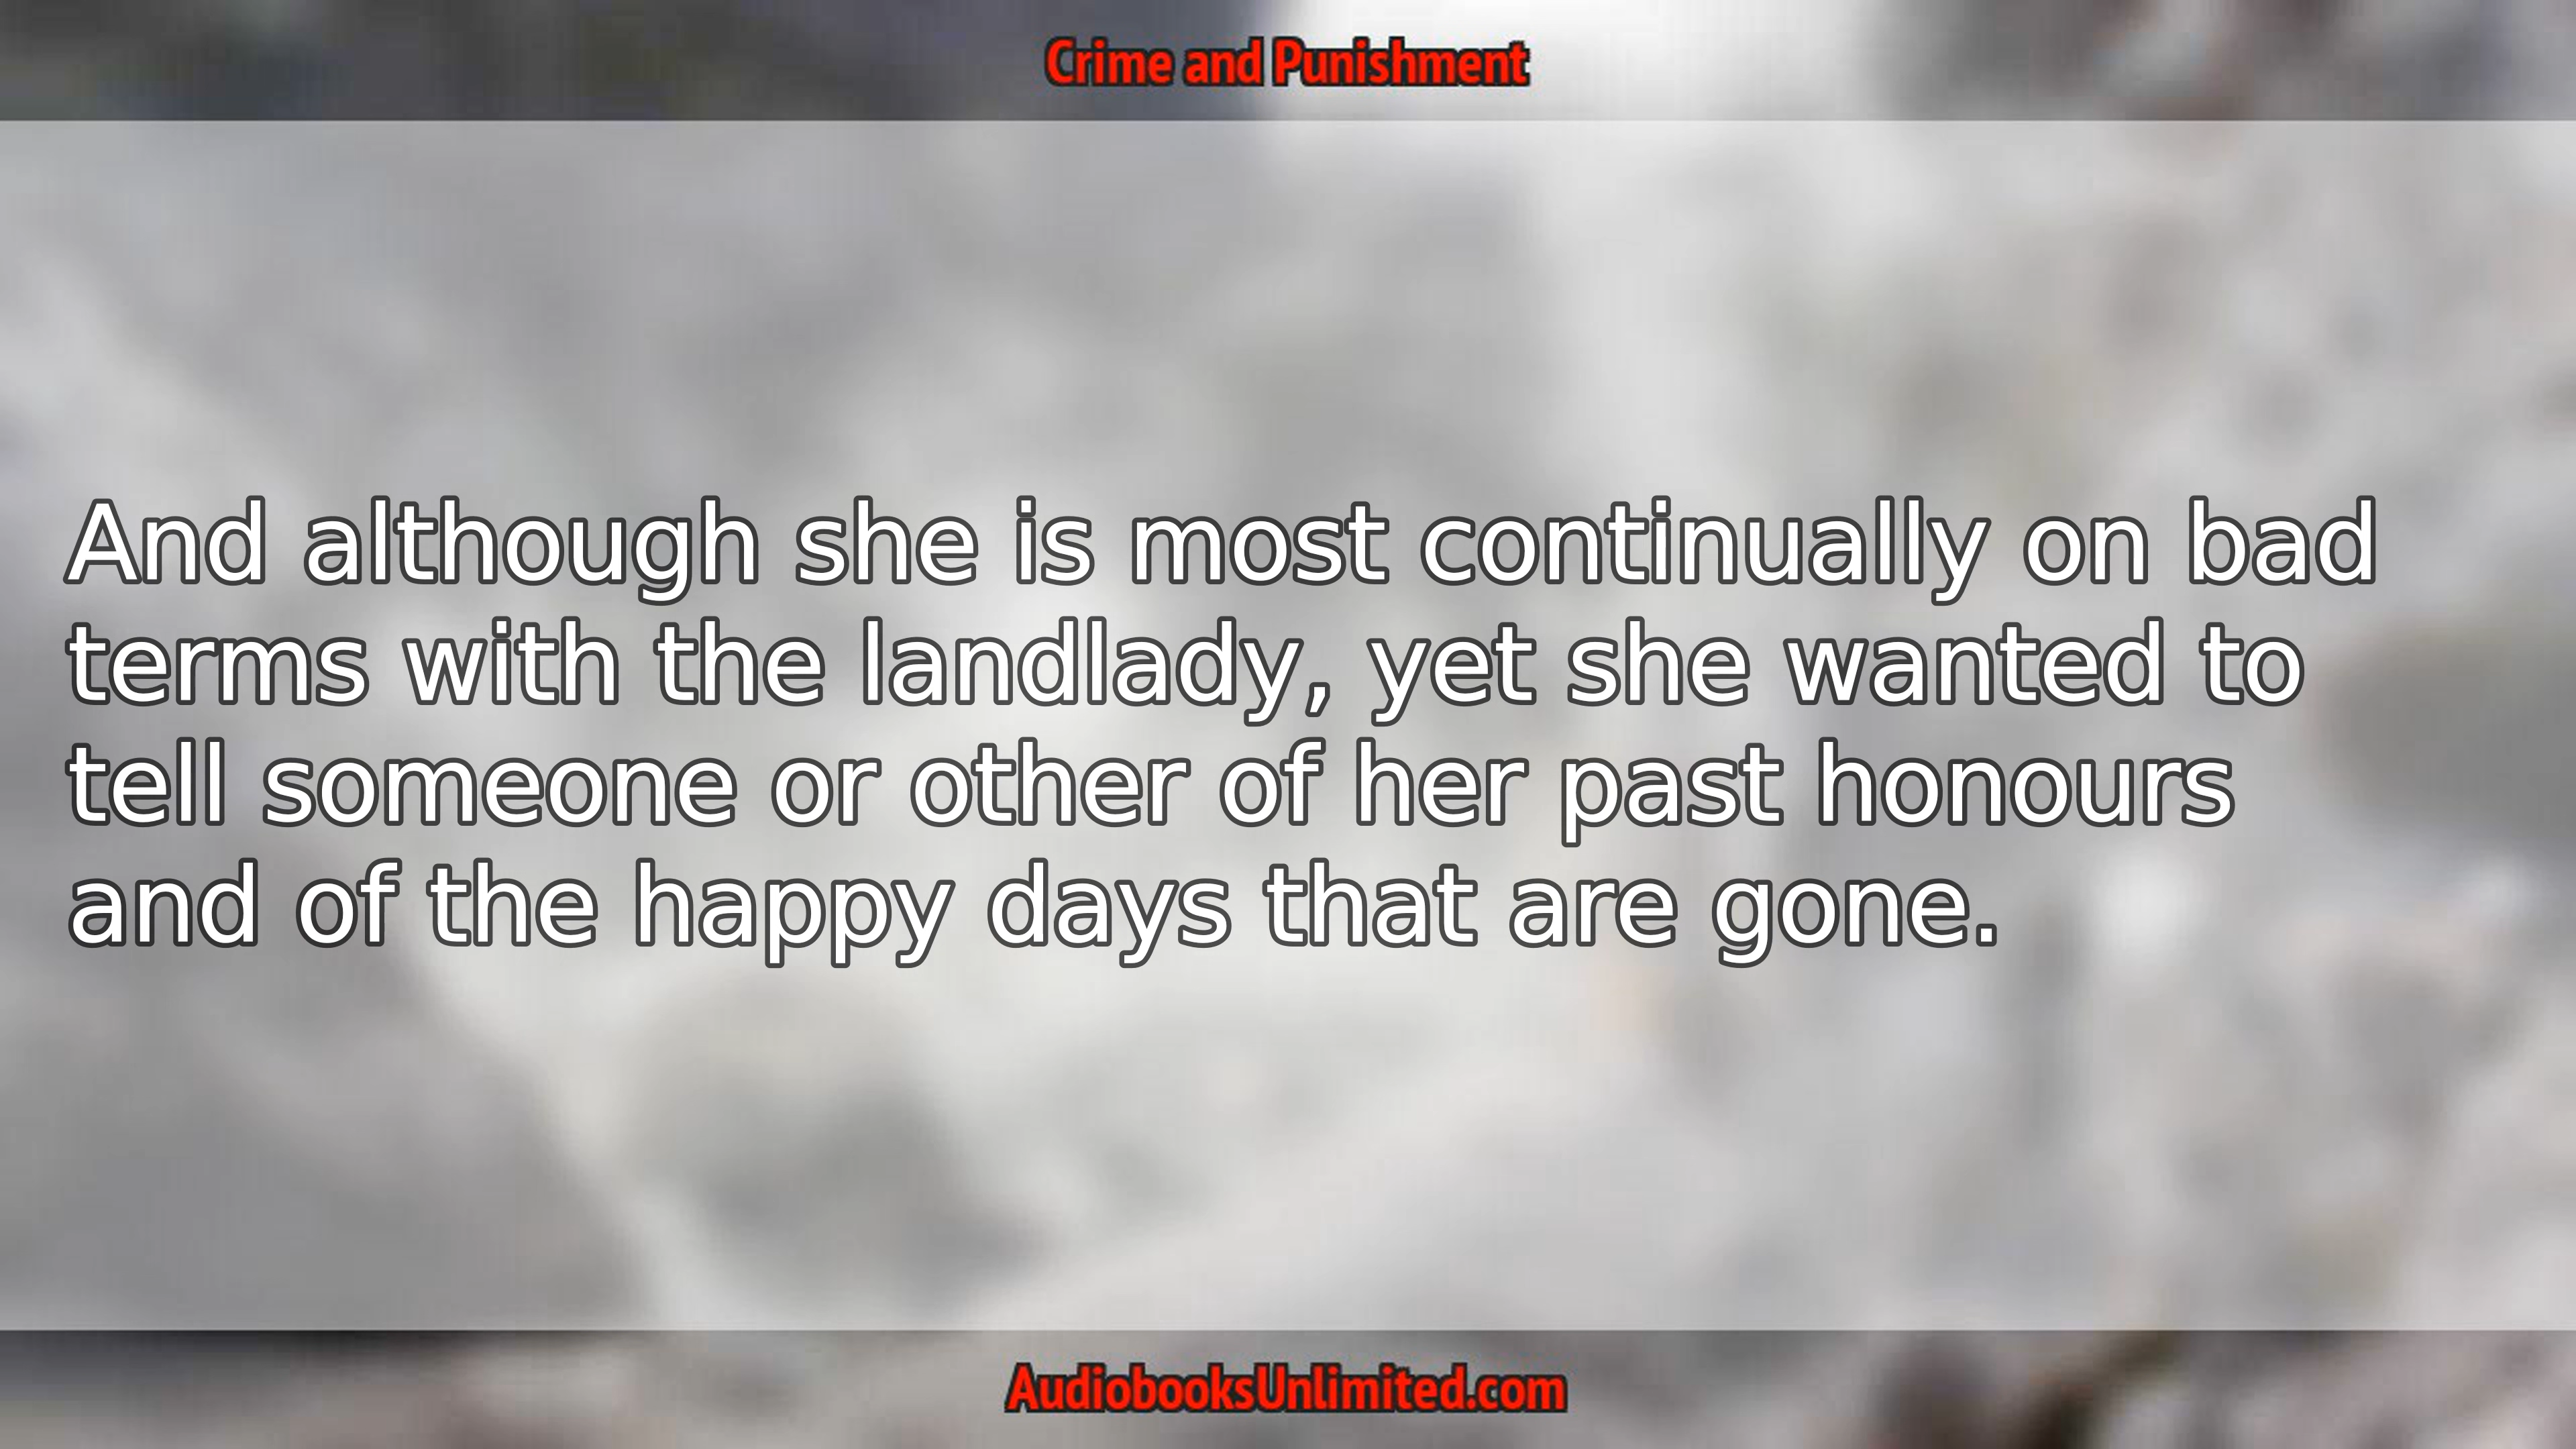 Crime and Punishment
And although she is most continually on bad
terms with the landlady, yet she wanted to
tell someone or other of her past honours
and of the happy days that are gone.
AudiobooksUnlimited.com